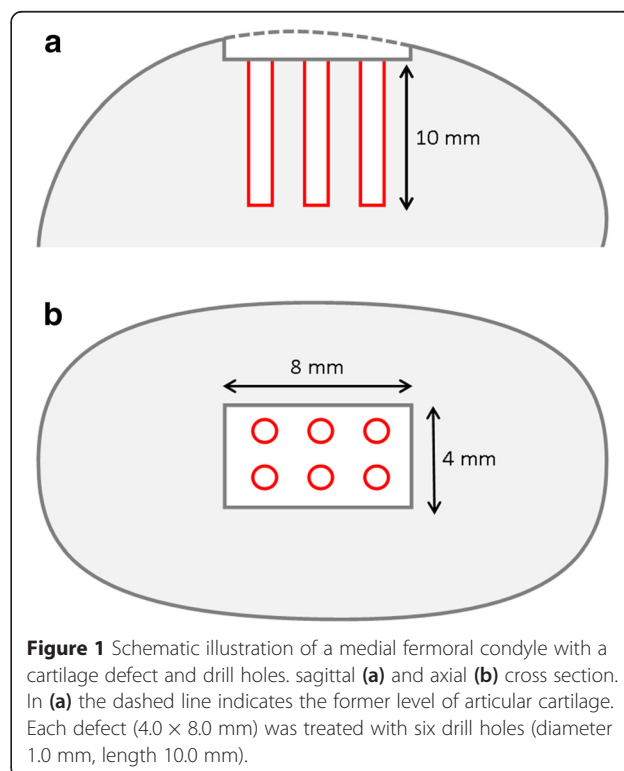 a
10 mm
b
8 mm
4 mm
Figure 1 Schematic illustration of a medial fermoral condyle with a
cartilage defect and drill holes. sagittal (a) and axial (b) cross section.
In (a) the dashed line indicates the former level of articular cartilage.
Each defect (4.0 × 8.0 mm) was treated with six drill holes (diameter
1.0 mm, length 10.0 mm).